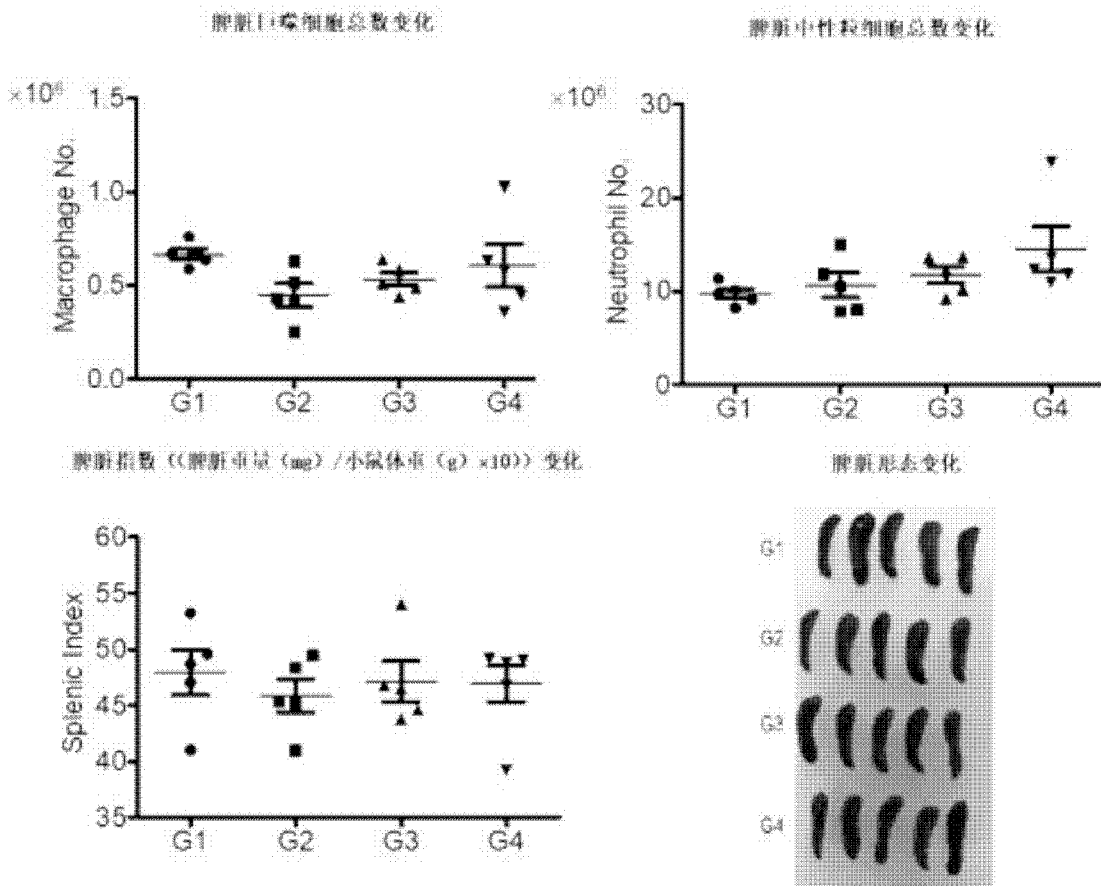 脾脏巨噬细胞总数变化
×10⁶
Macrophage No.
1.5
1.0
0.5
0.0
G1 G2 G3 G4
脾脏中性粒细胞总数变化
×10⁶
Neutrophil No.
30
20
10
0
G1 G2 G3 G4
脾脏指数((脾脏重量(mg)/小鼠体重(g)×10))变化
Splenic Index
60
55
50
45
40
35
G1 G2 G3 G4
脾脏形态变化
G1
G2
G3
G4